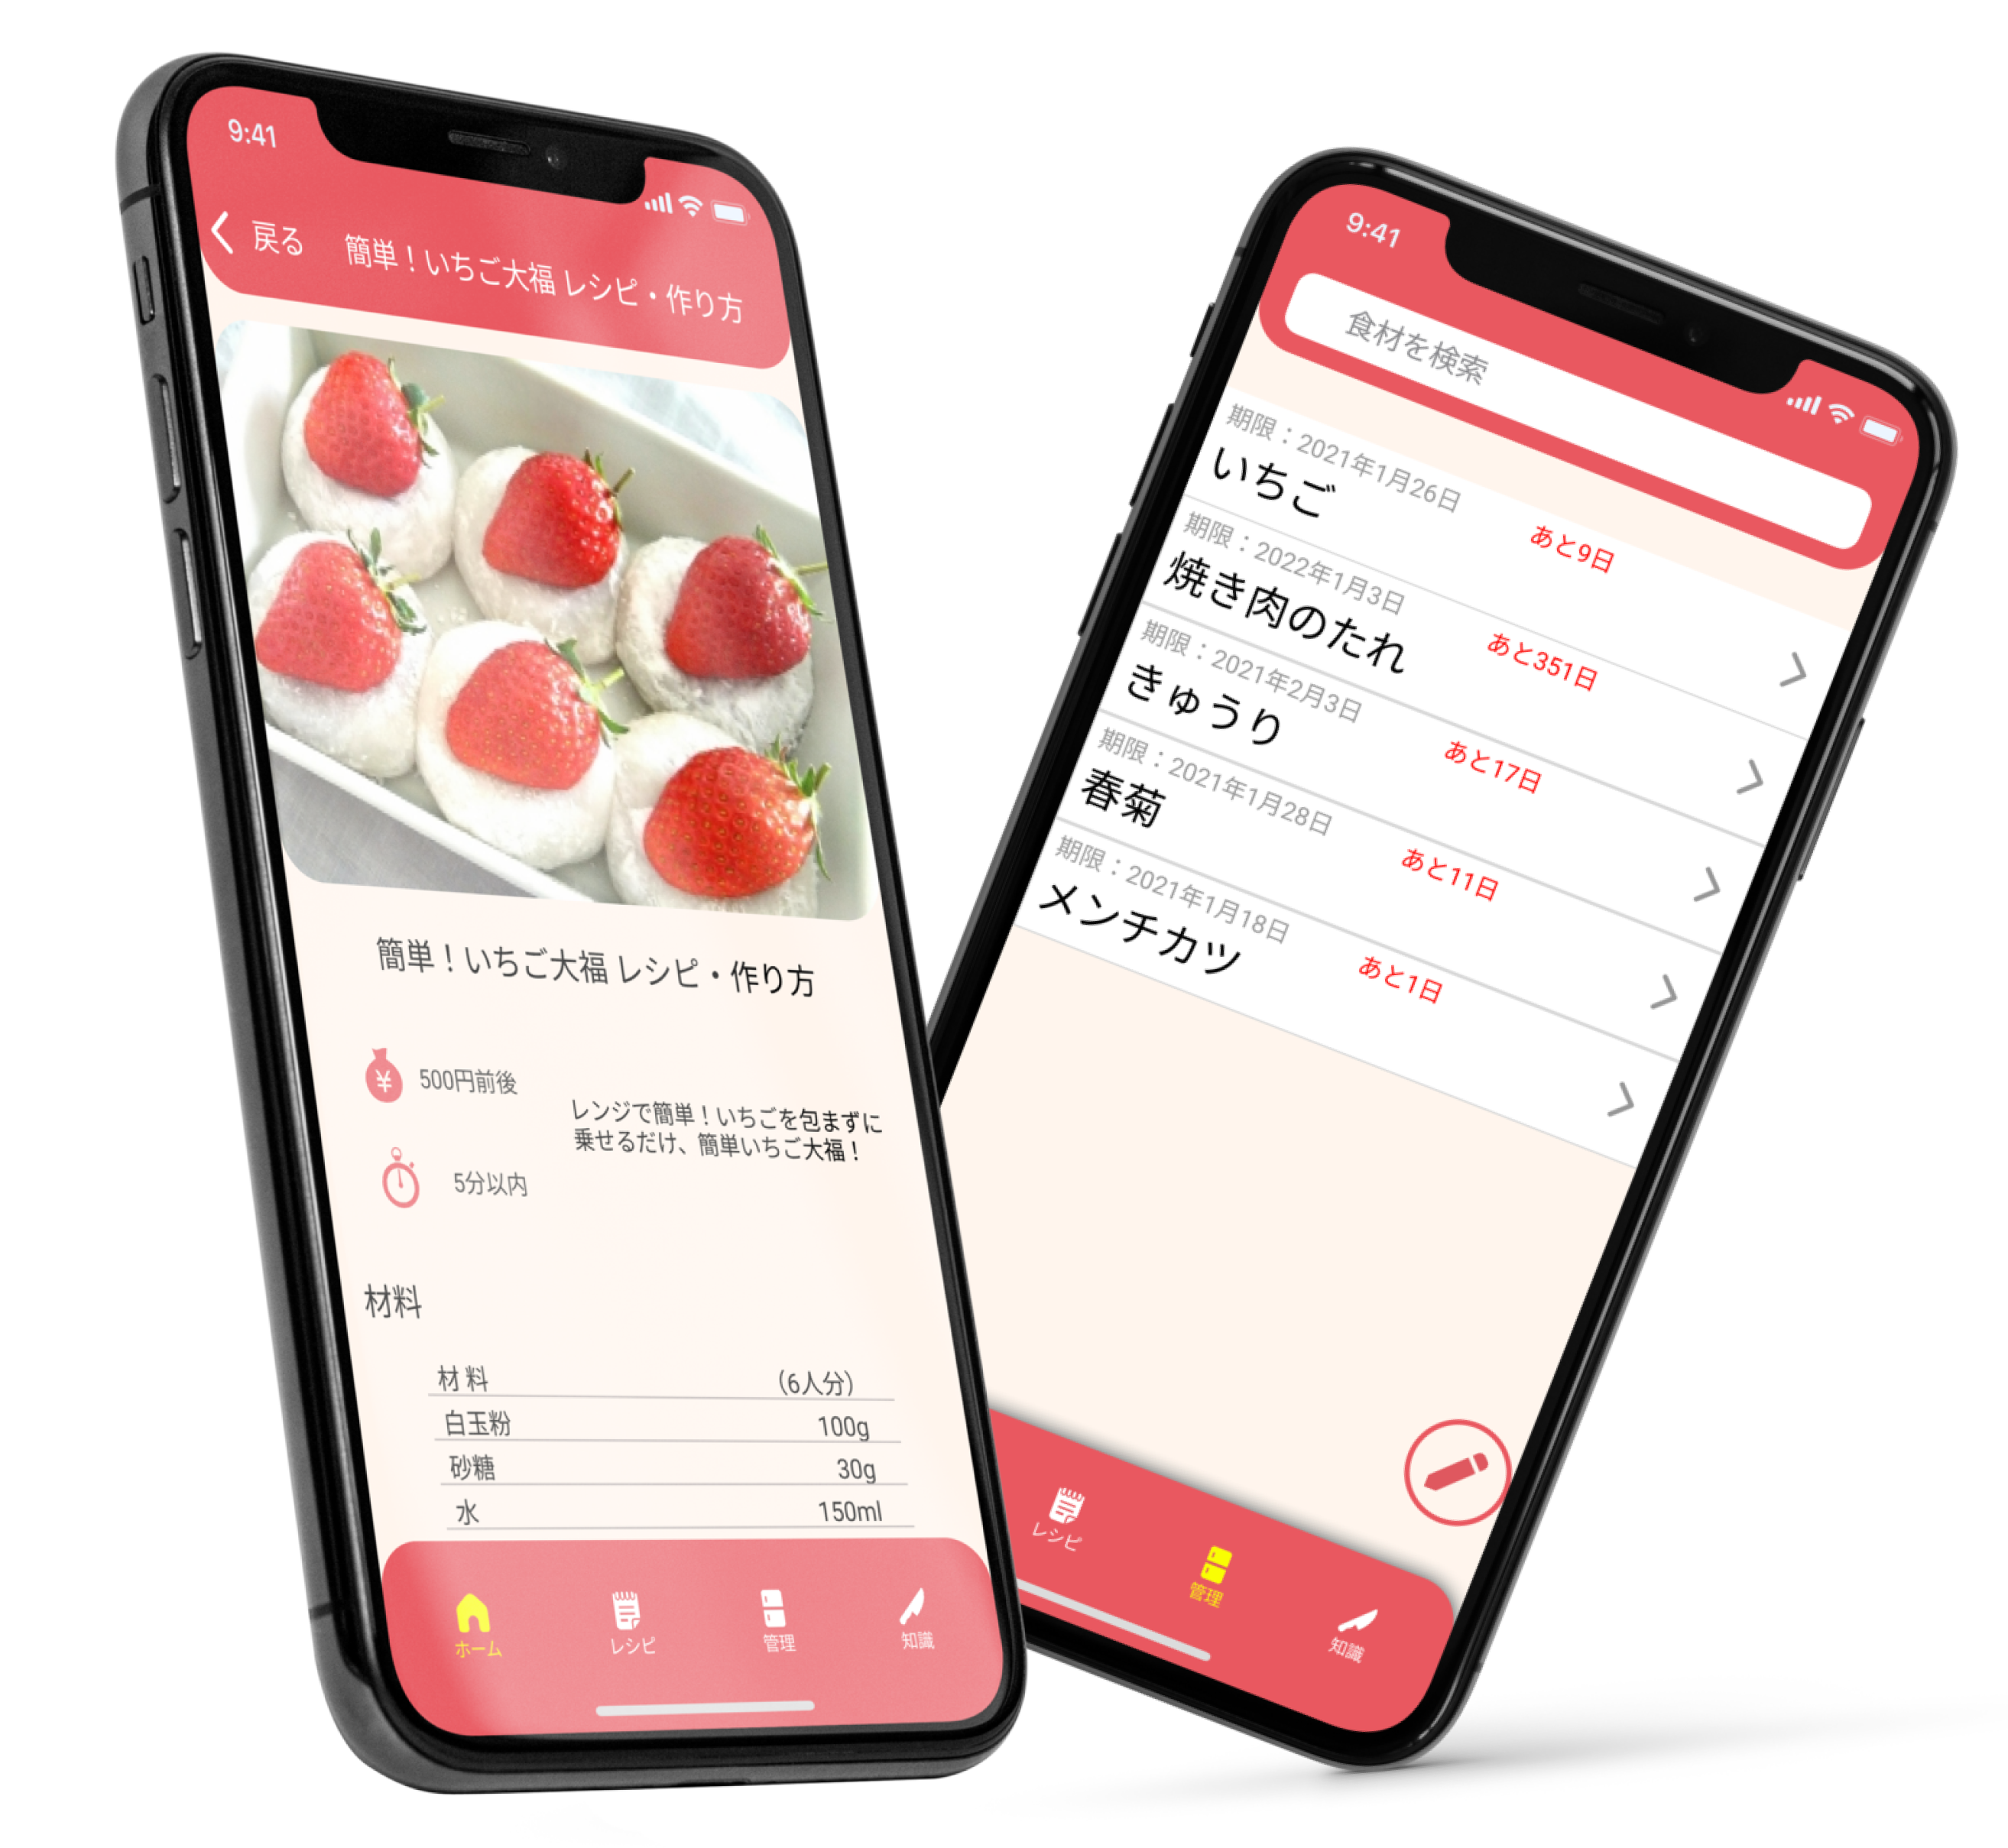 9:41
戻る
簡単！いちご大福 レシピ・作り方
簡単！いちご大福 レシピ・作り方
¥
500円前後
5分以内
レンジで簡単！いちごを包まずに
乗せるだけ、簡単いちご大福！
材料
材 料 （6人分）
白玉粉 100g
砂糖 30g
水 150ml
ホーム
レシピ
管理
知識
9:41
食材を検索
期限：2021年1月26日
いちご
あと9日
期限：2022年1月3日
焼き肉のたれ
あと351日
期限：2021年2月3日
きゅうり
あと17日
期限：2021年1月28日
春菊
あと11日
期限：2021年1月18日
メンチカツ
あと1日
レシピ
管理
知識